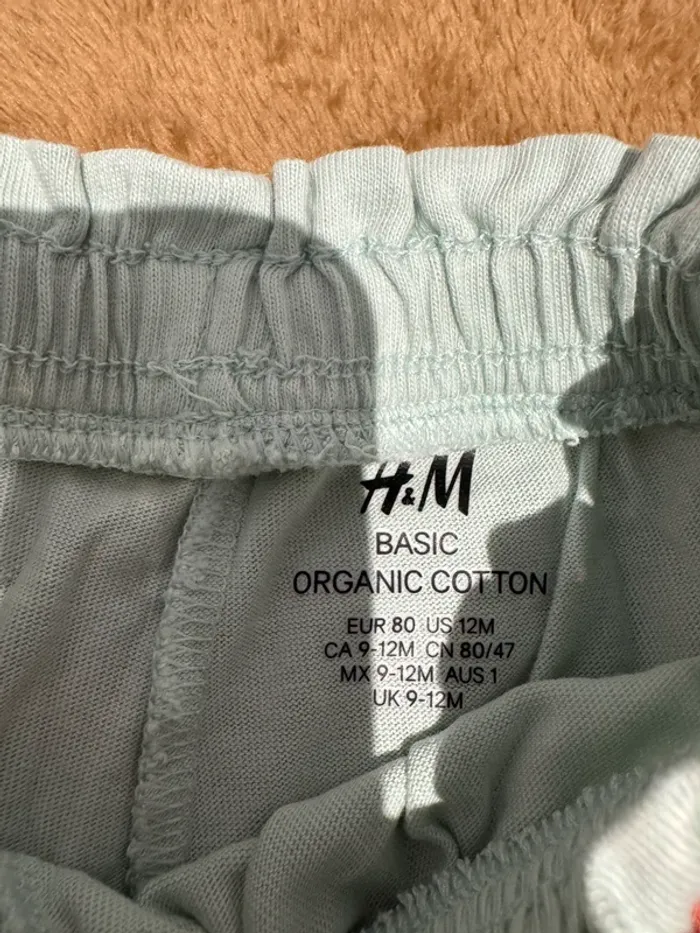 H&M
BASIC
ORGANIC COTTON
EUR 80 US 12M
CA 9-12M CN 80/47
MX 9-12M AUS 1
UK 9-12M